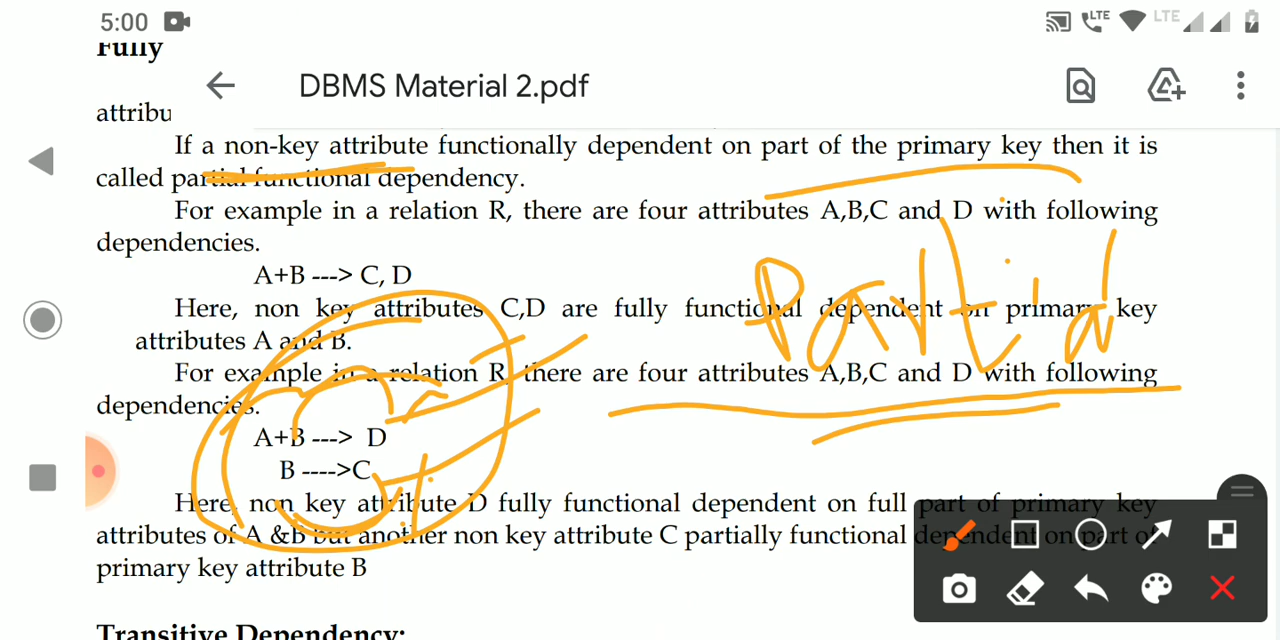 5:00 LTE LTE
Fully
DBMS Material 2.pdf
attribu
If a non-key attribute functionally dependent on part of the primary key then it is
called partial functional dependency.
For example in a relation R, there are four attributes A,B,C and D with following
dependencies.
A+B ---> C, D
Here, non key attributes C,D are fully functional dependent on primary key
attributes A and B.
Partial
For example in a relation R, there are four attributes A,B,C and D with following
dependencies.
A+B ---> D
B ---->C
Here, non key attribute D fully functional dependent on full part of primary key
attributes of A &B but another non key attribute C partially functional dependent on part of
primary key attribute B
Transitive Dependency: